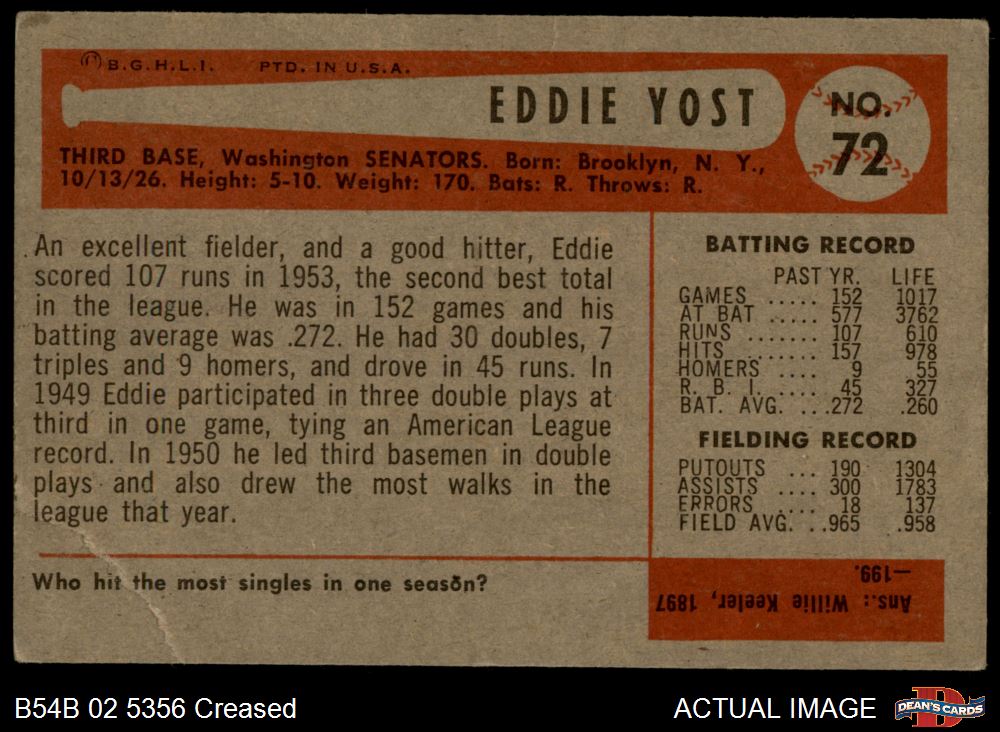 B.G.H.L.I. PTD. IN U.S.A.
EDDIE YOST
NO.
72
THIRD BASE, Washington SENATORS. Born: Brooklyn, N. Y.,
10/13/26. Height: 5-10. Weight: 170. Bats: R. Throws: R.
An excellent fielder, and a good hitter, Eddie
scored 107 runs in 1953, the second best total
in the league. He was in 152 games and his
batting average was .272. He had 30 doubles, 7
triples and 9 homers, and drove in 45 runs. In
1949 Eddie participated in three double plays at
third in one game, tying an American League
record. In 1950 he led third basemen in double
plays and also drew the most walks in the
league that year.
BATTING RECORD
PAST YR. LIFE
GAMES ..... 152 1017
AT BAT ..... 577 3762
RUNS ....... 107 610
HITS ....... 157 978
HOMERS .... 9 55
R. B. I. ..... 45 327
BAT. AVG. ...272 .260
FIELDING RECORD
PUTOUTS ... 190 1304
ASSISTS .... 300 1783
ERRORS ..... 18 137
FIELD AVG. ..965 .958
Who hit the most singles in one season?
Ans.: Willie Keeler, 1897
—199.
B54B 02 5356 Creased
ACTUAL IMAGE
D
DEAN'S CARDS